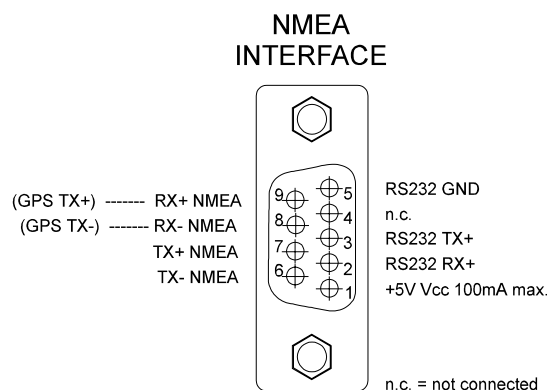 NMEA
INTERFACE
(GPS TX+) ------- RX+ NMEA
(GPS TX-) ------- RX- NMEA
TX+ NMEA
TX- NMEA
9
8
7
6
5
4
3
2
1
RS232 GND
n.c.
RS232 TX+
RS232 RX+
+5V Vcc 100mA max.
n.c. = not connected